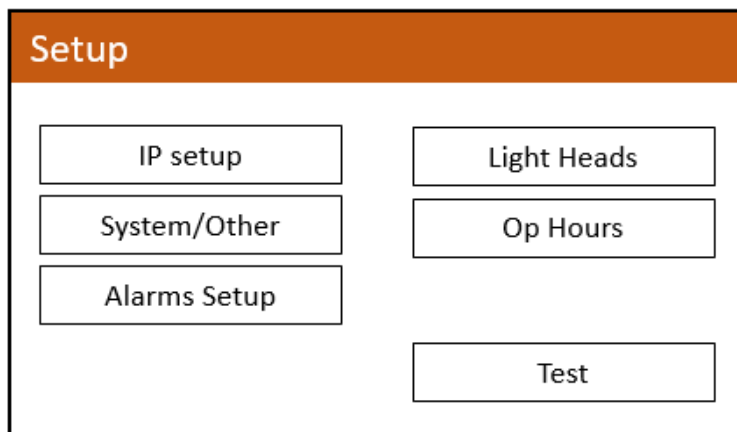 Setup
IP setup
Light Heads
System/Other
Op Hours
Alarms Setup
Test